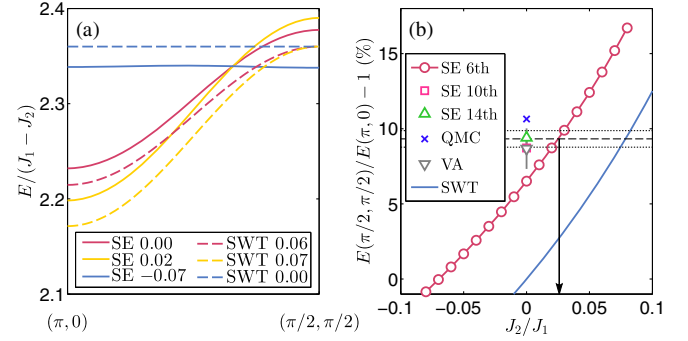 (a)
2.4
2.3
2.2
2.1
E/(J₁ − J₂)
SE 0.00
SE 0.02
SE −0.07
SWT 0.06
SWT 0.07
SWT 0.00
(π, 0)
(π/2, π/2)
(b)
E(π/2, π/2)/E(π, 0) − 1 (%)
15
10
5
0
SE 6th
SE 10th
SE 14th
QMC
VA
SWT
−0.1
−0.05
0
0.05
0.1
J₂/J₁